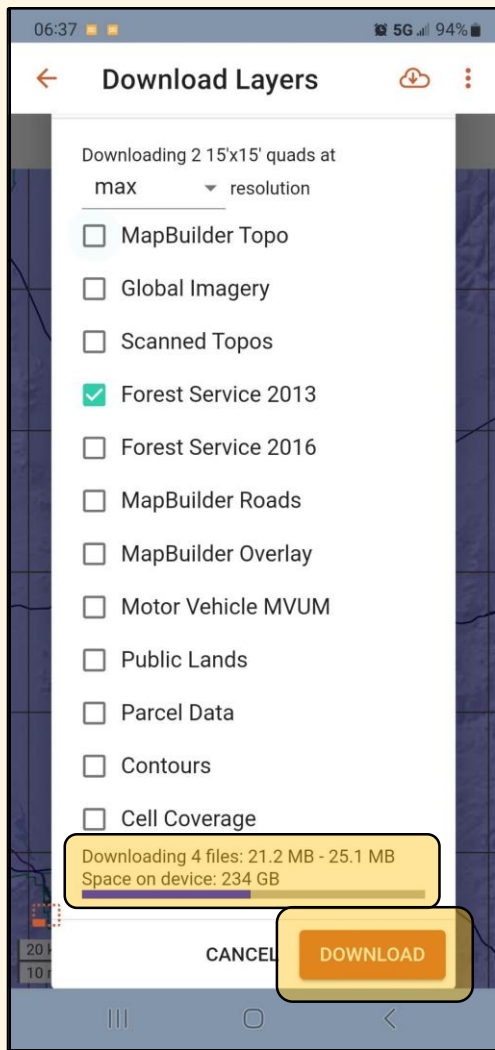 06:37 5G 94%
Download Layers
Downloading 2 15'x15' quads at
max resolution
MapBuilder Topo
Global Imagery
Scanned Topos
Forest Service 2013
Forest Service 2016
MapBuilder Roads
MapBuilder Overlay
Motor Vehicle MVUM
Public Lands
Parcel Data
Contours
Cell Coverage
Downloading 4 files: 21.2 MB - 25.1 MB
Space on device: 234 GB
CANCEL DOWNLOAD
20
10